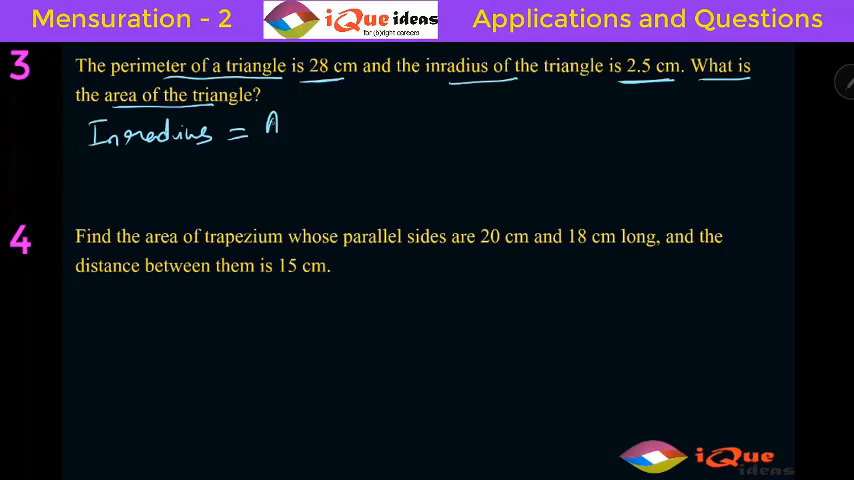 Mensuration - 2
iQue ideas
for (b)right careers
Applications and Questions
3
The perimeter of a triangle is 28 cm and the inradius of the triangle is 2.5 cm. What is
the area of the triangle?
Inradius = A
4
Find the area of trapezium whose parallel sides are 20 cm and 18 cm long, and the
distance between them is 15 cm.
iQue
ideas